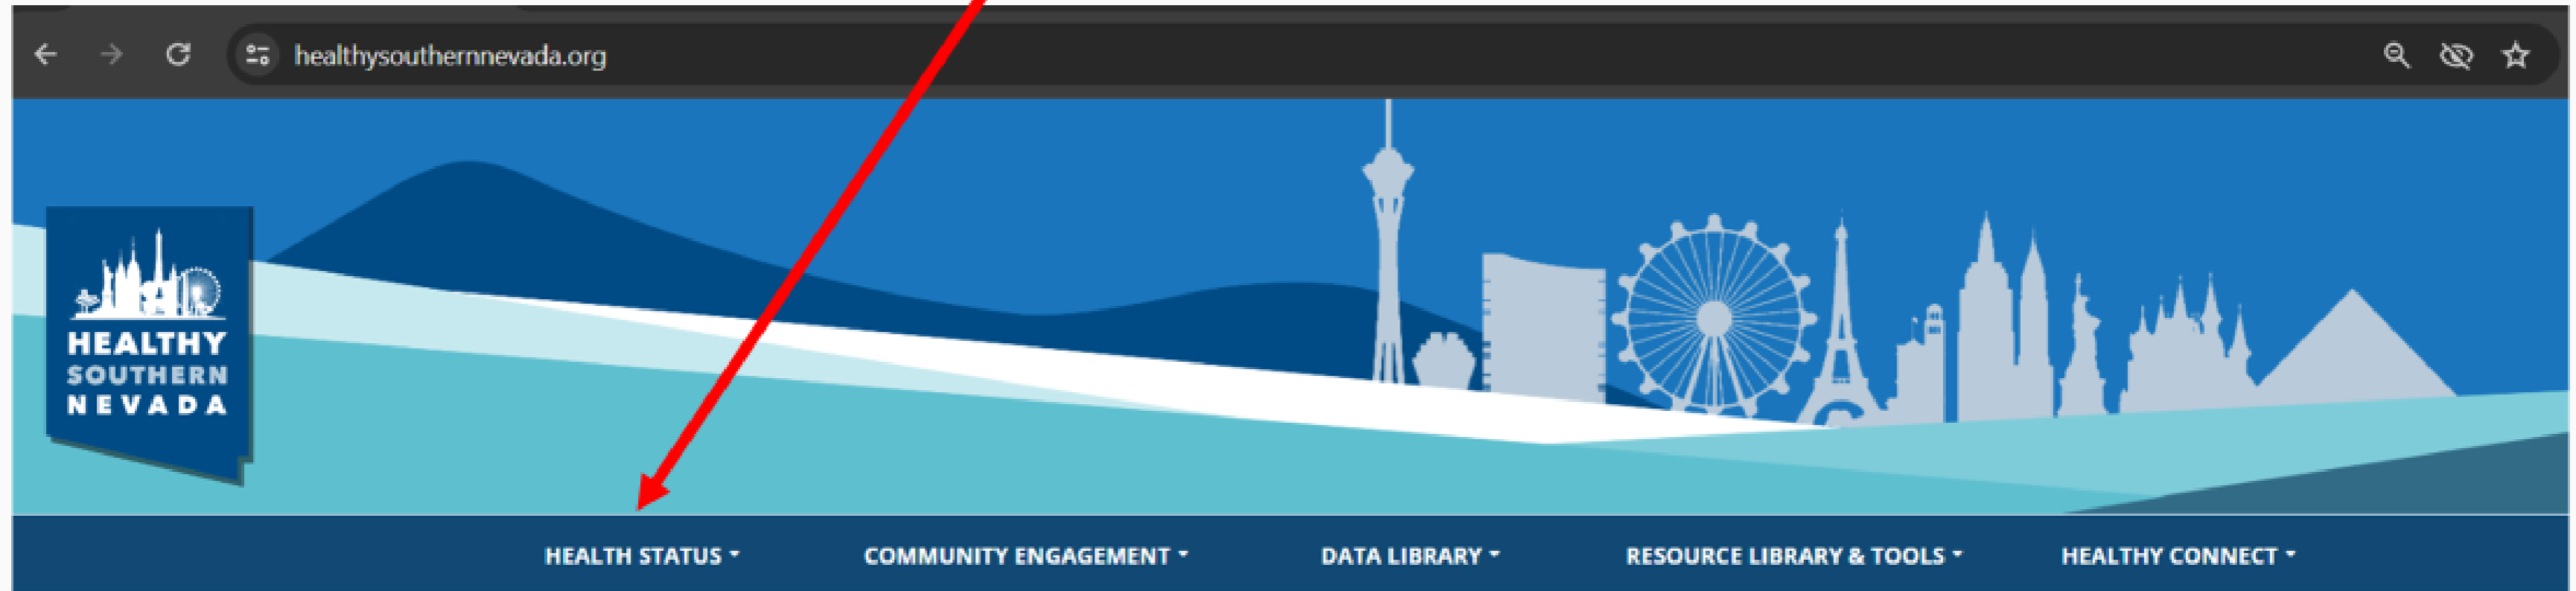 healthysouthernnevada.org
HEALTHY
SOUTHERN
NEVADA
HEALTH STATUS
COMMUNITY ENGAGEMENT
DATA LIBRARY
RESOURCE LIBRARY & TOOLS
HEALTHY CONNECT